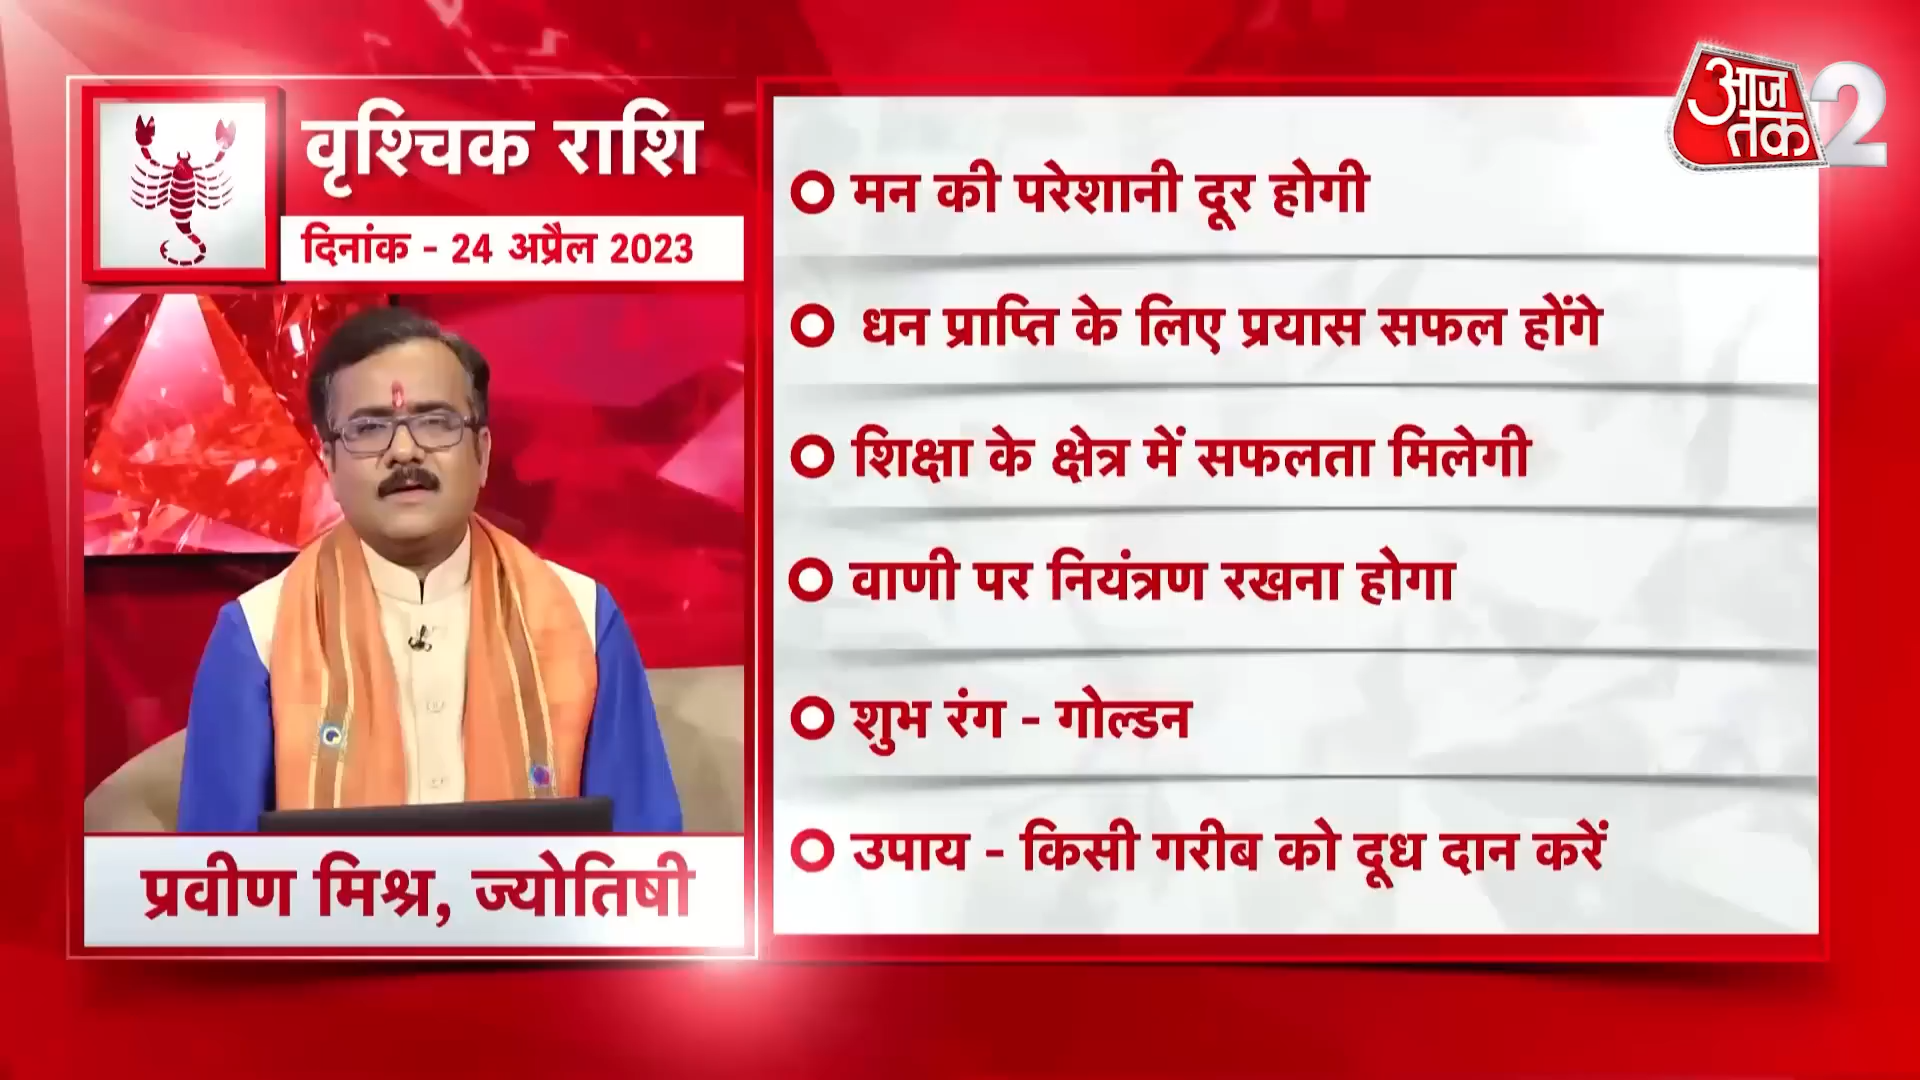 वृश्चिक राशि
दिनांक - 24 अप्रैल 2023
प्रवीण मिश्र, ज्योतिषी
मन की परेशानी दूर होगी
धन प्राप्ति के लिए प्रयास सफल होंगे
शिक्षा के क्षेत्र में सफलता मिलेगी
वाणी पर नियंत्रण रखना होगा
शुभ रंग - गोल्डन
उपाय - किसी गरीब को दूध दान करें
आज
तक 2